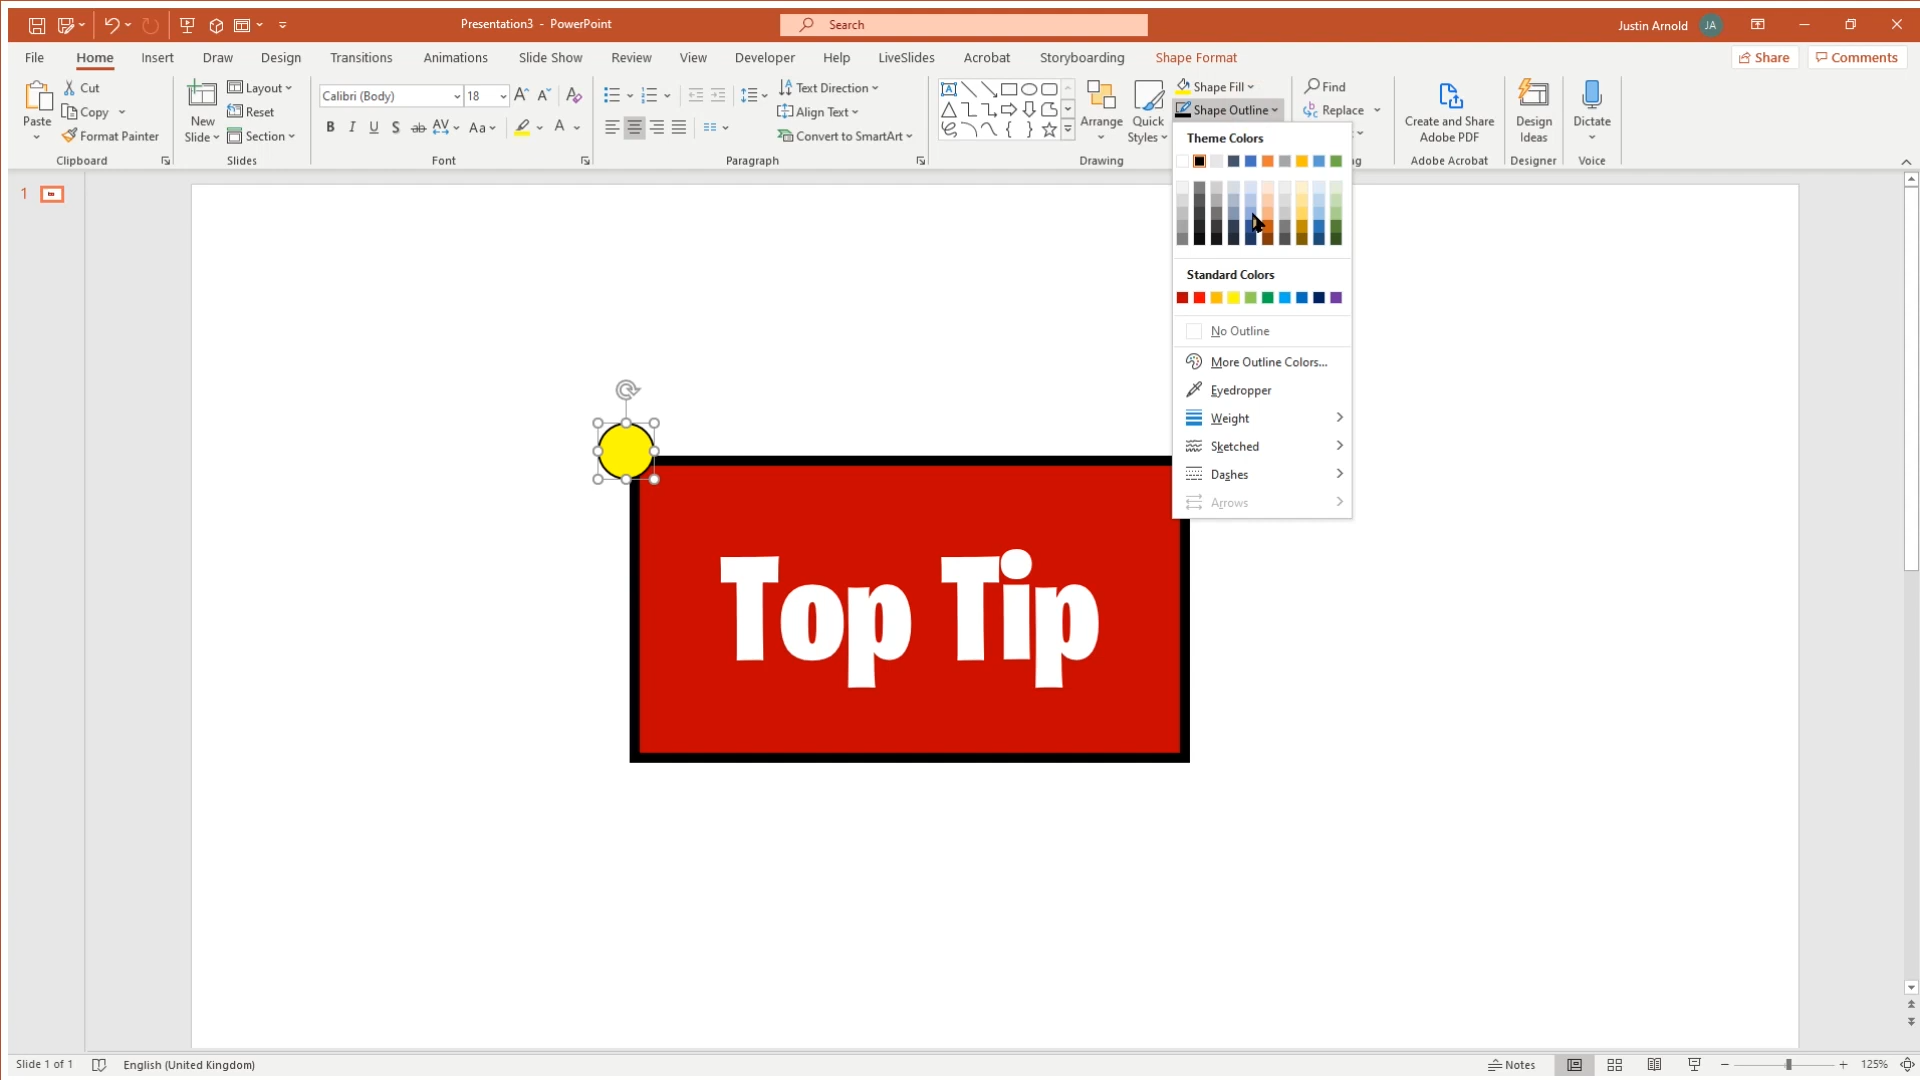 Presentation3 - PowerPoint
Search
Justin Arnold JA
File Home Insert Draw Design Transitions Animations Slide Show Review View Developer Help LiveSlides Acrobat Storyboarding Shape Format
Share Comments
Paste
Cut
Copy
Format Painter
Clipboard
New
Slide
Layout
Reset
Section
Slides
Calibri (Body) 18
B I U S ab AV Aa
A
Font
Text Direction
Align Text
Convert to SmartArt
Paragraph
Arrange
Quick
Styles
Shape Fill
Shape Outline
Drawing
Find
Replace
Create and Share
Adobe PDF
Adobe Acrobat
Design
Ideas
Designer
Dictate
Voice
Theme Colors
Standard Colors
No Outline
More Outline Colors...
Eyedropper
Weight
Sketched
Dashes
Arrows
1
Top Tip
Slide 1 of 1 English (United Kingdom)
Notes
125%